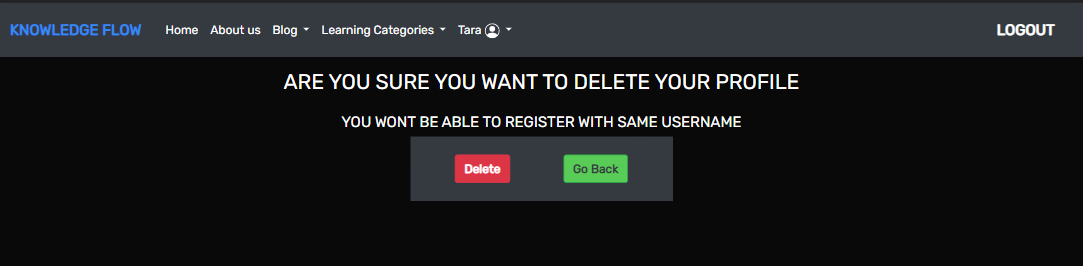 KNOWLEDGE FLOW Home About us Blog Learning Categories Tara LOGOUT
ARE YOU SURE YOU WANT TO DELETE YOUR PROFILE
YOU WONT BE ABLE TO REGISTER WITH SAME USERNAME
Delete Go Back